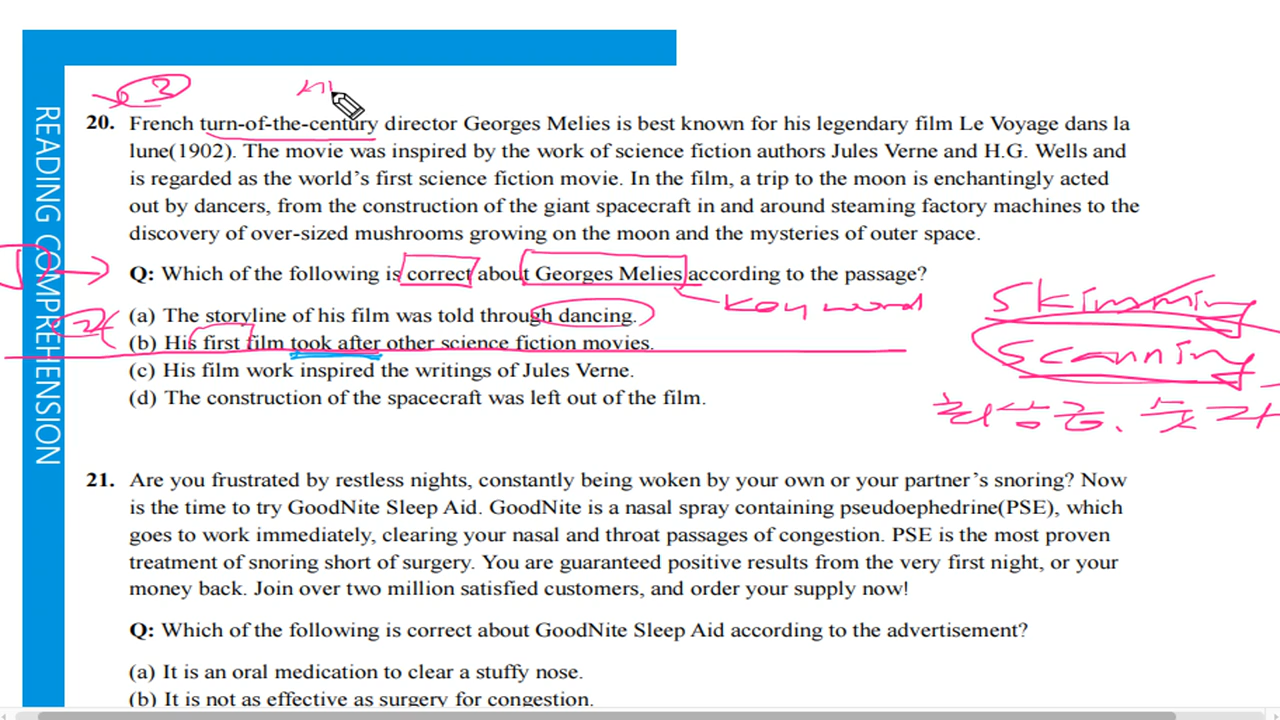 READING COMPREHENSION
3
20. French turn-of-the-century director Georges Melies is best known for his legendary film Le Voyage dans la
lune(1902). The movie was inspired by the work of science fiction authors Jules Verne and H.G. Wells and
is regarded as the world's first science fiction movie. In the film, a trip to the moon is enchantingly acted
out by dancers, from the construction of the giant spacecraft in and around steaming factory machines to the
discovery of over-sized mushrooms growing on the moon and the mysteries of outer space.
Q: Which of the following is correct about Georges Melies according to the passage?
key word
(a) The storyline of his film was told through dancing.
(b) His first film took after other science fiction movies.
(c) His film work inspired the writings of Jules Verne.
(d) The construction of the spacecraft was left out of the film.
Skimming
Scanning
21. Are you frustrated by restless nights, constantly being woken by your own or your partner's snoring? Now
is the time to try GoodNite Sleep Aid. GoodNite is a nasal spray containing pseudoephedrine(PSE), which
goes to work immediately, clearing your nasal and throat passages of congestion. PSE is the most proven
treatment of snoring short of surgery. You are guaranteed positive results from the very first night, or your
money back. Join over two million satisfied customers, and order your supply now!
Q: Which of the following is correct about GoodNite Sleep Aid according to the advertisement?
(a) It is an oral medication to clear a stuffy nose.
(b) It is not as effective as surgery for congestion.